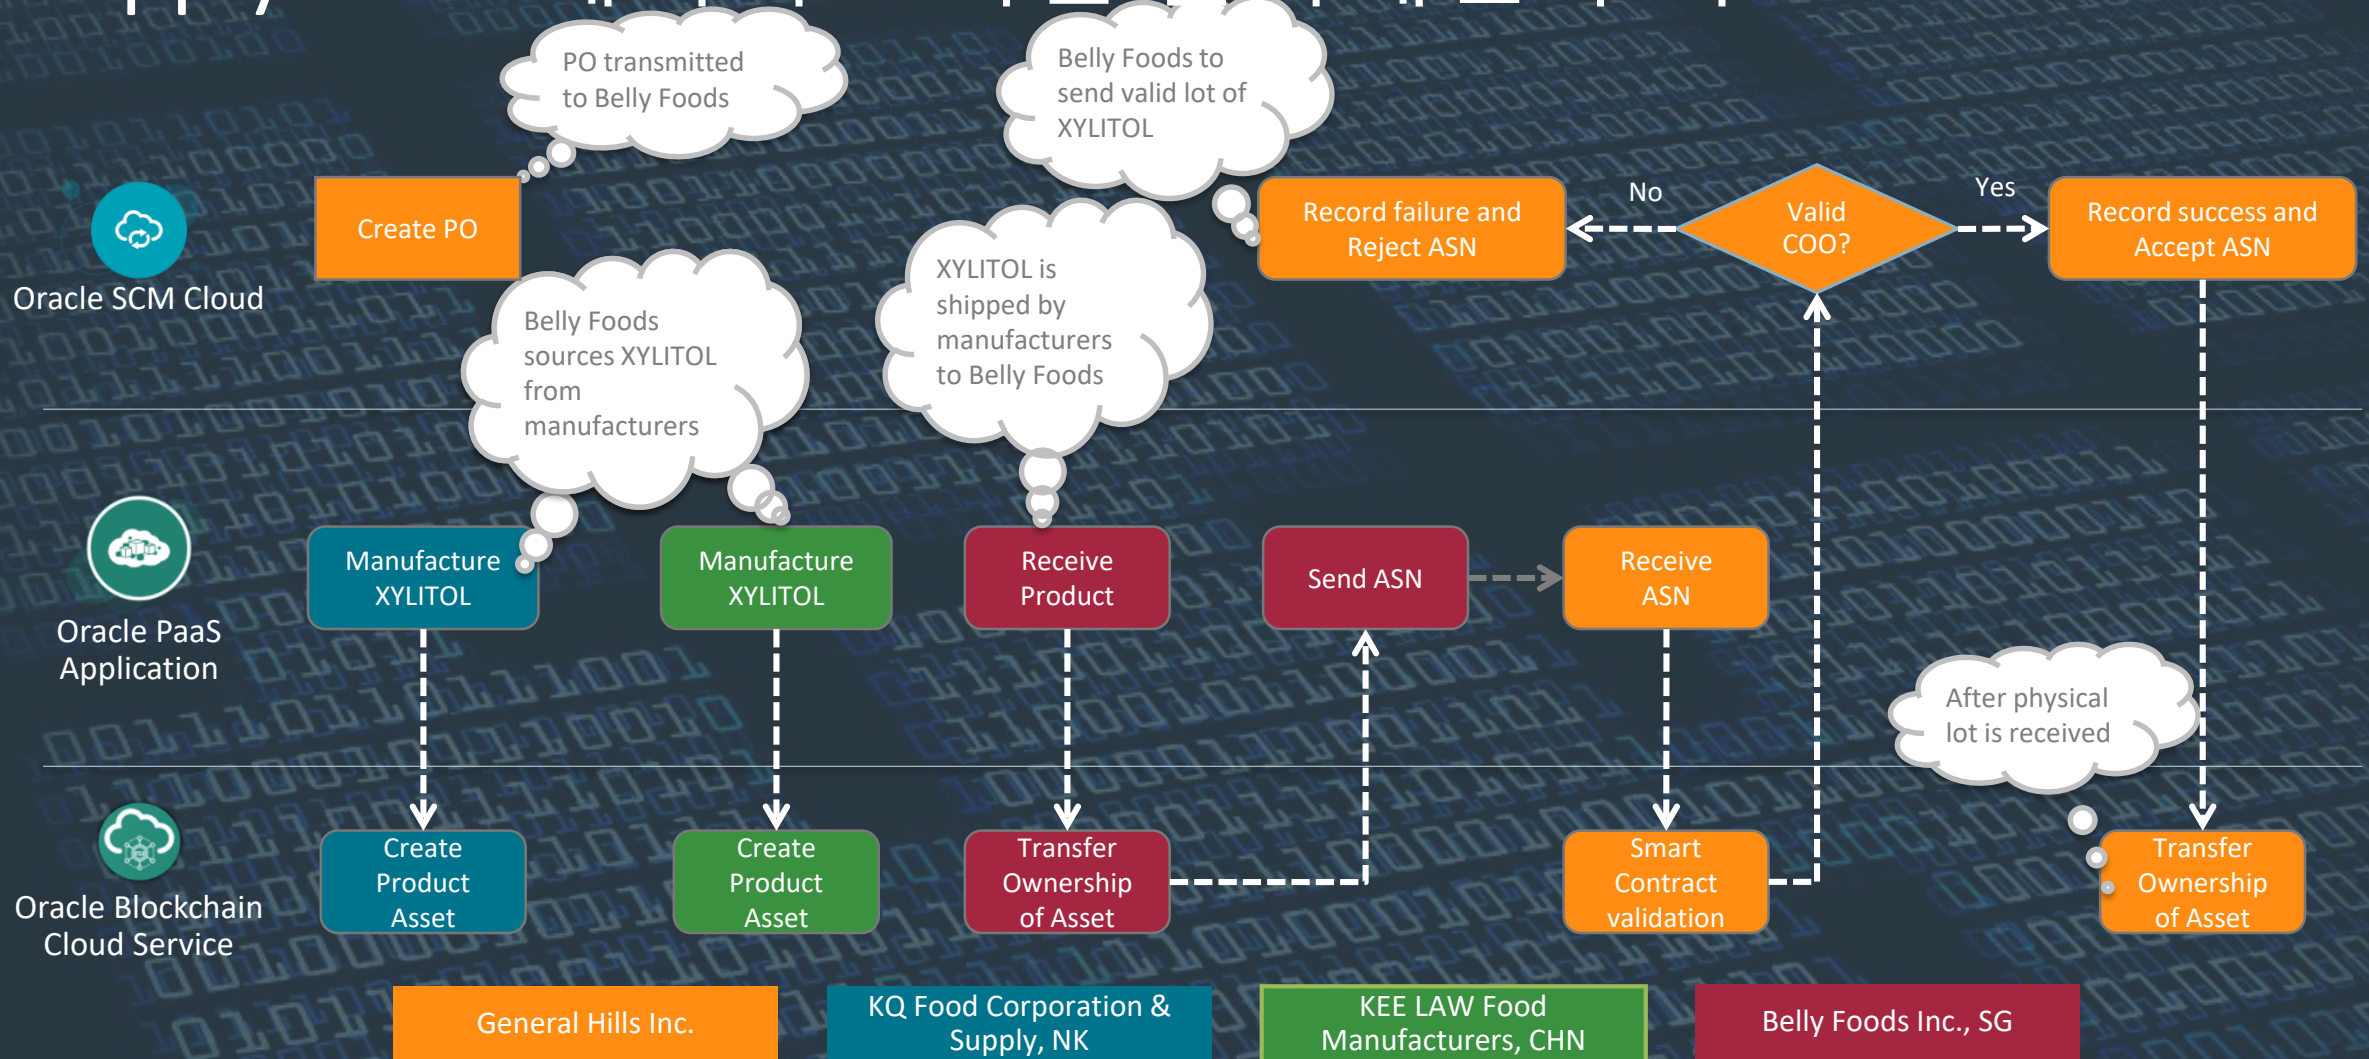 PO transmitted
to Belly Foods
Belly Foods to
send valid lot of
XYLITOL
Oracle SCM Cloud
Create PO
Record failure and
Reject ASN
No
Valid
COO?
Yes
Record success and
Accept ASN
Belly Foods
sources XYLITOL
from
manufacturers
XYLITOL is
shipped by
manufacturers
to Belly Foods
Oracle PaaS
Application
Manufacture
XYLITOL
Manufacture
XYLITOL
Receive
Product
Send ASN
Receive
ASN
After physical
lot is received
Oracle Blockchain
Cloud Service
Create
Product
Asset
Create
Product
Asset
Transfer
Ownership
of Asset
Smart
Contract
validation
Transfer
Ownership
of Asset
General Hills Inc.
KQ Food Corporation &
Supply, NK
KEE LAW Food
Manufacturers, CHN
Belly Foods Inc., SG